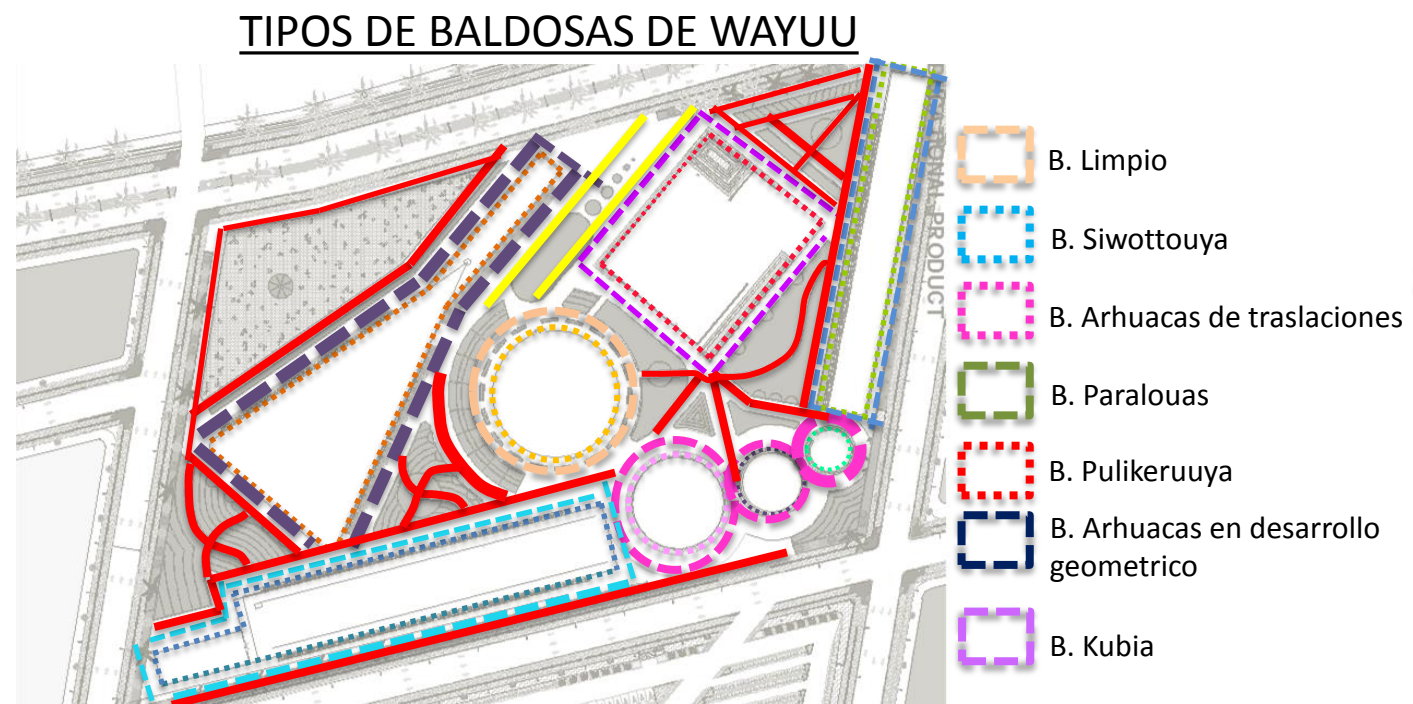 TIPOS DE BALDOSAS DE WAYUU
B. Limpio
B. Siwottouya
B. Arhuacas de traslaciones
B. Paralouas
B. Pulikeruuya
B. Arhuacas en desarrollo
geometrico
B. Kubia